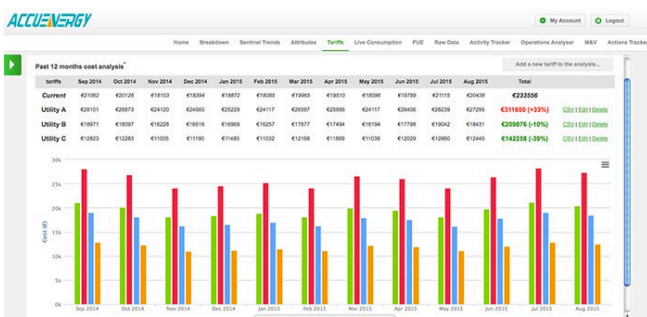 ACCUENERGY
My Account Logout
Home Breakdown Sentinel Trends Attributes Tariffs Live Consumption PUE Raw Data Activity Tracker Operations Analyser M&V Actions Tracker
Past 12 months cost analysis*
Add a new tariff to the analysis...
tariffs Sep 2014 Oct 2014 Nov 2014 Dec 2014 Jan 2015 Feb 2015 Mar 2015 Apr 2015 May 2015 Jun 2015 Jul 2015 Aug 2015 Total
Current €21062 €20126 €18103 €18394 €18872 €18085 €19965 €19510 €18096 €19789 €21115 €20438 €233556
Utility A €28101 €26873 €24120 €24560 €25229 €24117 €26597 €25995 €24117 €26406 €28239 €27295 €311650 (+33%) CSV | Edit | Delete
Utility B €18971 €18097 €16228 €16516 €16969 €16257 €17877 €17494 €16194 €17798 €19042 €18431 €209876 (-10%) CSV | Edit | Delete
Utility C €12823 €12283 €11005 €11190 €11485 €11032 €12168 €11899 €11039 €12029 €12860 €12445 €142258 (-39%) CSV | Edit | Delete
30k
25k
20k
15k
10k
5k
0k
Cost (€)
Sep 2014 Oct 2014 Nov 2014 Dec 2014 Jan 2015 Feb 2015 Mar 2015 Apr 2015 May 2015 Jun 2015 Jul 2015 Aug 2015